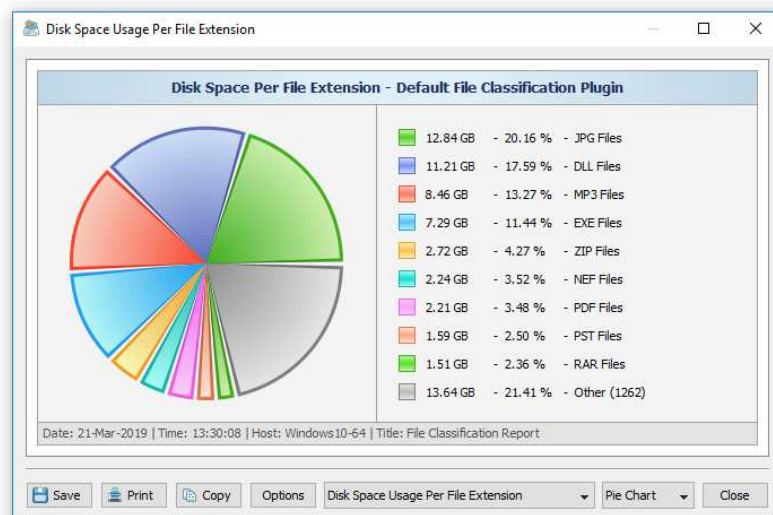 Disk Space Usage Per File Extension
Disk Space Per File Extension - Default File Classification Plugin
12.84 GB - 20.16 % - JPG Files
11.21 GB - 17.59 % - DLL Files
8.46 GB - 13.27 % - MP3 Files
7.29 GB - 11.44 % - EXE Files
2.72 GB - 4.27 % - ZIP Files
2.24 GB - 3.52 % - NEF Files
2.21 GB - 3.48 % - PDF Files
1.59 GB - 2.50 % - PST Files
1.51 GB - 2.36 % - RAR Files
13.64 GB - 21.41 % - Other (1262)
Date: 21-Mar-2019 | Time: 13:30:08 | Host: Windows10-64 | Title: File Classification Report
Save Print Copy Options Disk Space Usage Per File Extension Pie Chart Close